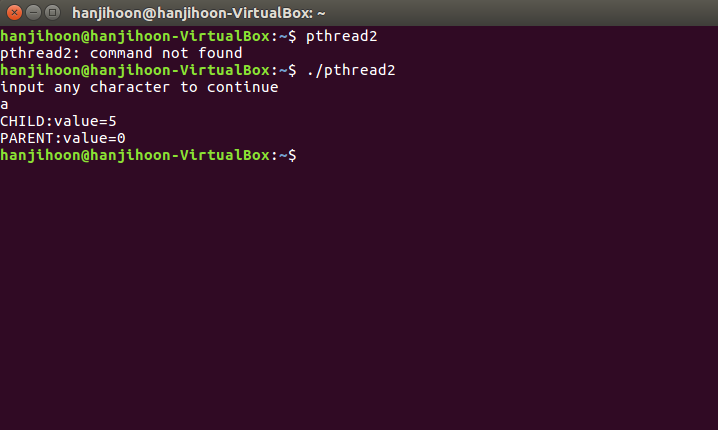 hanjihoon@hanjihoon-VirtualBox: ~
hanjihoon@hanjihoon-VirtualBox:~$ pthread2
pthread2: command not found
hanjihoon@hanjihoon-VirtualBox:~$ ./pthread2
input any character to continue
a
CHILD:value=5
PARENT:value=0
hanjihoon@hanjihoon-VirtualBox:~$